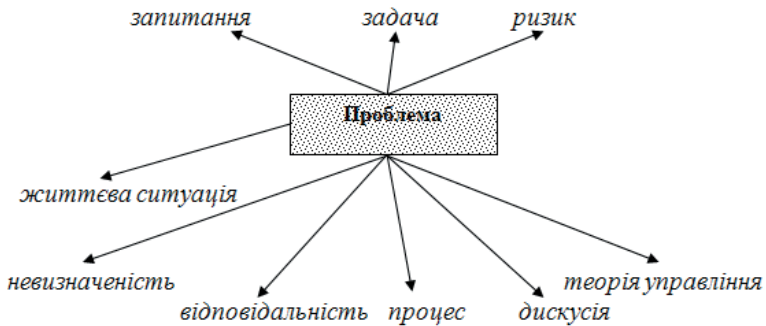 запитання задача ризик
Проблема
життєва ситуація
невизначеність теорія управління
відповідальність процес дискусія